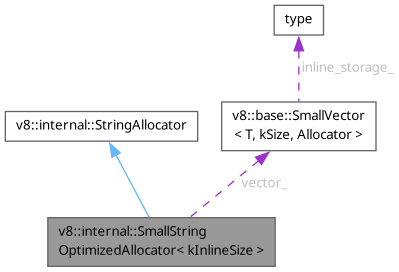 type
inline_storage_
v8::internal::StringAllocator
v8::base::SmallVector
< T, kSize, Allocator >
vector_
v8::internal::SmallString
OptimizedAllocator< kInlineSize >